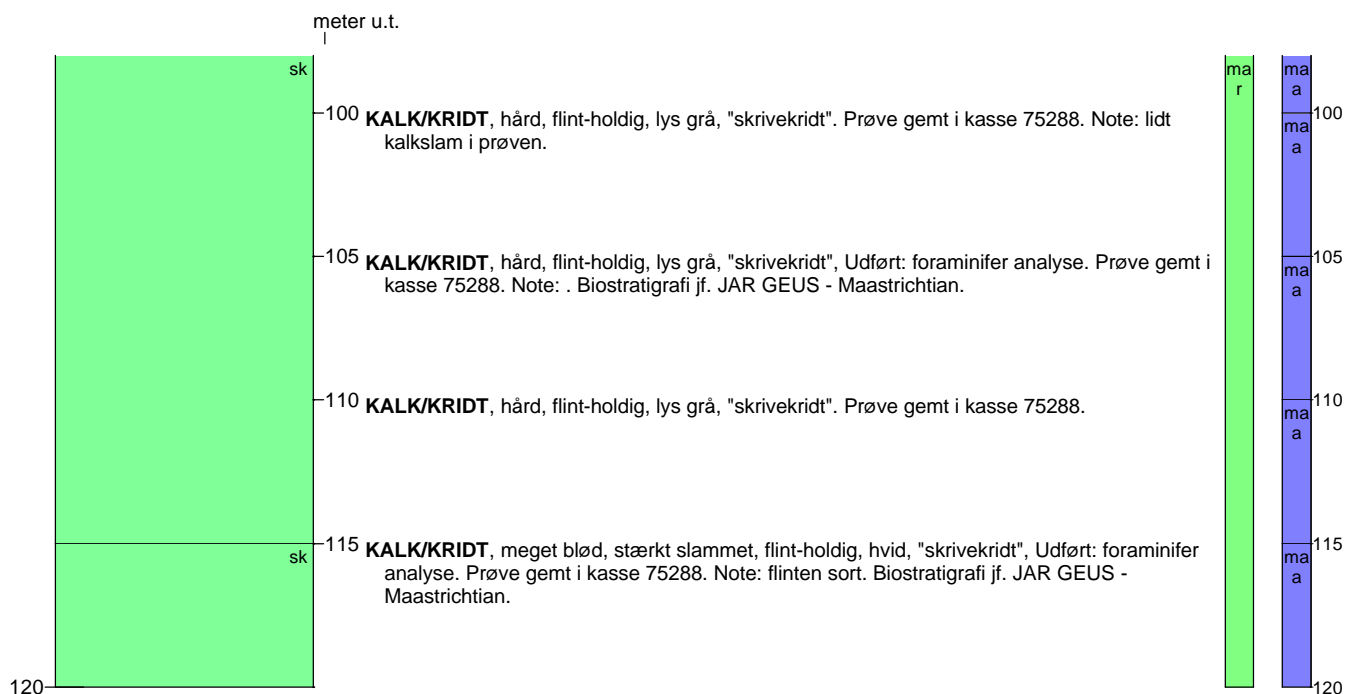 meter u.t.
sk
ma
r
ma
a
100
KALK/KRIDT, hård, flint-holdig, lys grå, "skrivekridt". Prøve gemt i kasse 75288. Note: lidt
kalkslam i prøven.
ma
a
100
105
KALK/KRIDT, hård, flint-holdig, lys grå, "skrivekridt", Udført: foraminifer analyse. Prøve gemt i
kasse 75288. Note: . Biostratigrafi jf. JAR GEUS - Maastrichtian.
ma
a
105
110
KALK/KRIDT, hård, flint-holdig, lys grå, "skrivekridt". Prøve gemt i kasse 75288.
ma
a
110
sk
115
KALK/KRIDT, meget blød, stærkt slammet, flint-holdig, hvid, "skrivekridt", Udført: foraminifer
analyse. Prøve gemt i kasse 75288. Note: flinten sort. Biostratigrafi jf. JAR GEUS -
Maastrichtian.
ma
a
115
120
120